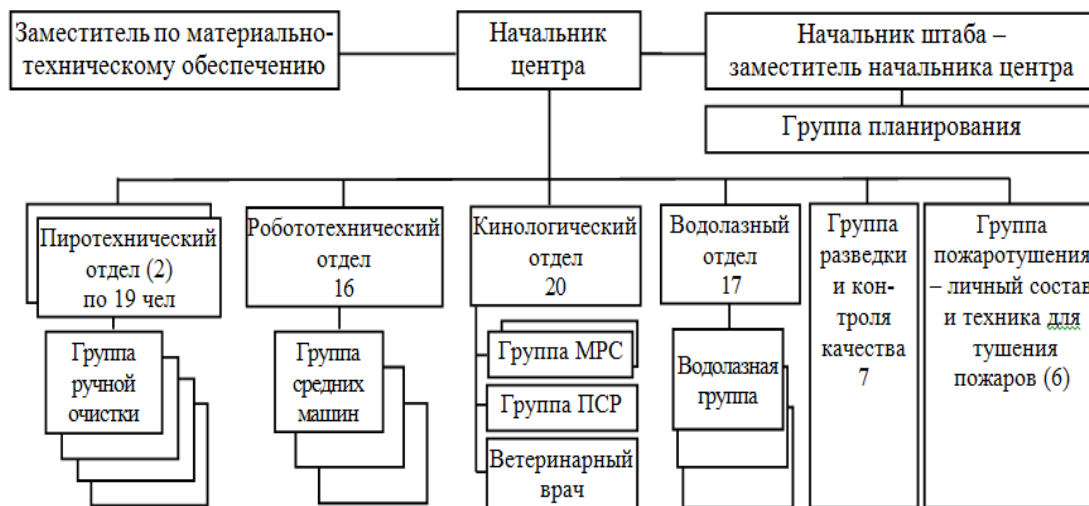 Заместитель по материально-
техническому обеспечению
Начальник
центра
Начальник штаба –
заместитель начальника центра
Группа планирования
Пиротехнический
отдел (2)
по 19 чел
Группа
ручной
очистки
Робототехнический
отдел
16
Группа
средних
машин
Кинологический
отдел
20
Группа МРС
Группа ПСР
Ветеринарный
врач
Водолазный
отдел
17
Водолазная
группа
Группа
разведки
и кон-
троля
качества
7
Группа
пожаротушения
– личный состав
и техника для
тушения
пожаров (6)